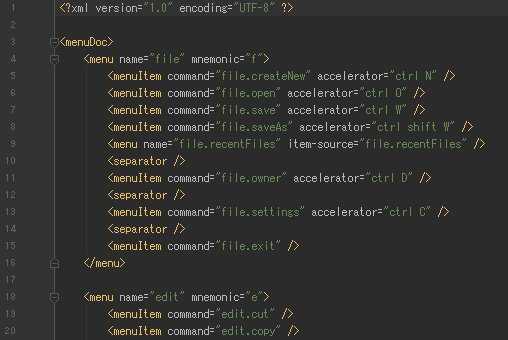 1 <?xml version="1.0" encoding="UTF-8" ?>
2
3 <menuDoc>
4 <menu name="file" mnemonic="f">
5 <menuItem command="file.createNew" accelerator="ctrl N" />
6 <menuItem command="file.open" accelerator="ctrl O" />
7 <menuItem command="file.save" accelerator="ctrl W" />
8 <menuItem command="file.saveAs" accelerator="ctrl shift W" />
9 <menu name="file.recentFiles" item-source="file.recentFiles" />
10 <separator />
11 <menuItem command="file.owner" accelerator="ctrl D" />
12 <separator />
13 <menuItem command="file.settings" accelerator="ctrl C" />
14 <separator />
15 <menuItem command="file.exit" />
16 </menu>
17
18 <menu name="edit" mnemonic="e">
19 <menuItem command="edit.cut" />
20 <menuItem command="edit.copy" />